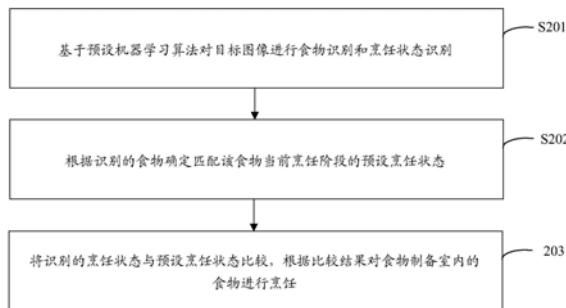 基于预设机器学习算法对目标图像进行食物识别和烹饪状态识别
S201
根据识别的食物确定匹配该食物当前烹饪阶段的预设烹饪状态
S202
将识别的烹饪状态与预设烹饪状态比较，根据比较结果对食物制备室内的
食物进行烹饪
203